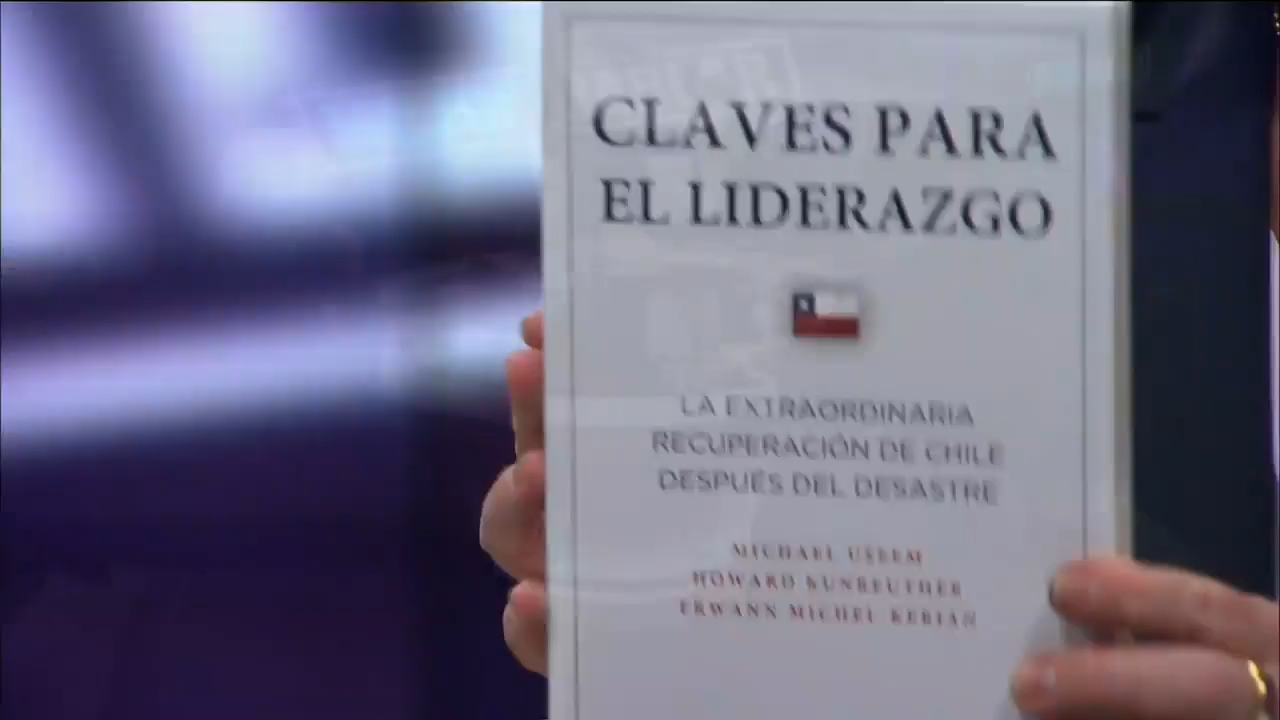 CLAVES PARA
EL LIDERAZGO
LA EXTRAORDINARIA
RECUPERACIÓN DE CHILE
DESPUÉS DEL DESASTRE
MICHAEL USEEM
HOWARD KUNREUTHER
ERWANN MICHEL KERJAN